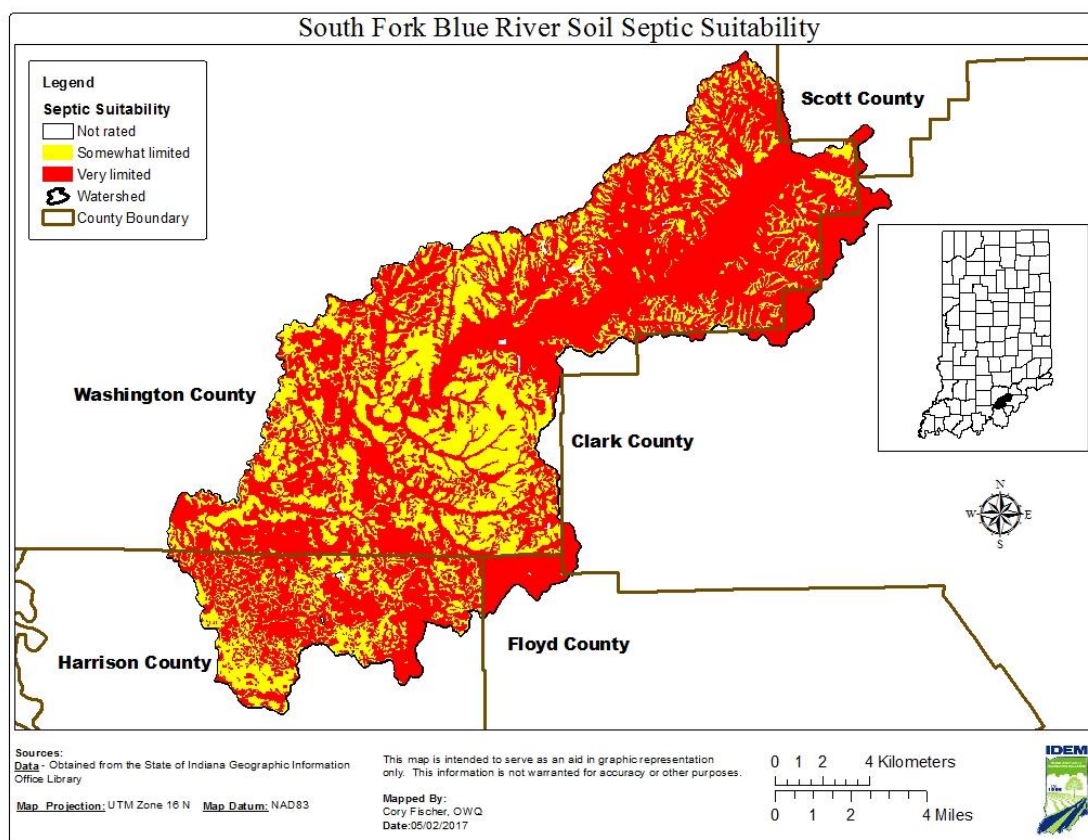 South Fork Blue River Soil Septic Suitability
Legend
Septic Suitability
Not rated
Somewhat limited
Very limited
Watershed
County Boundary
Scott County
Washington County
Clark County
N
W E
S
Harrison County
Floyd County
Sources:
Data - Obtained from the State of Indiana Geographic Information
Office Library
Map Projection: UTM Zone 16 N Map Datum: NAD83
This map is intended to serve as an aid in graphic representation
only. This information is not warranted for accuracy or other purposes.
Mapped By:
Cory Fischer, OWQ
Date:05/02/2017
0 1 2 4 Kilometers
0 1 2 4 Miles
IDEM